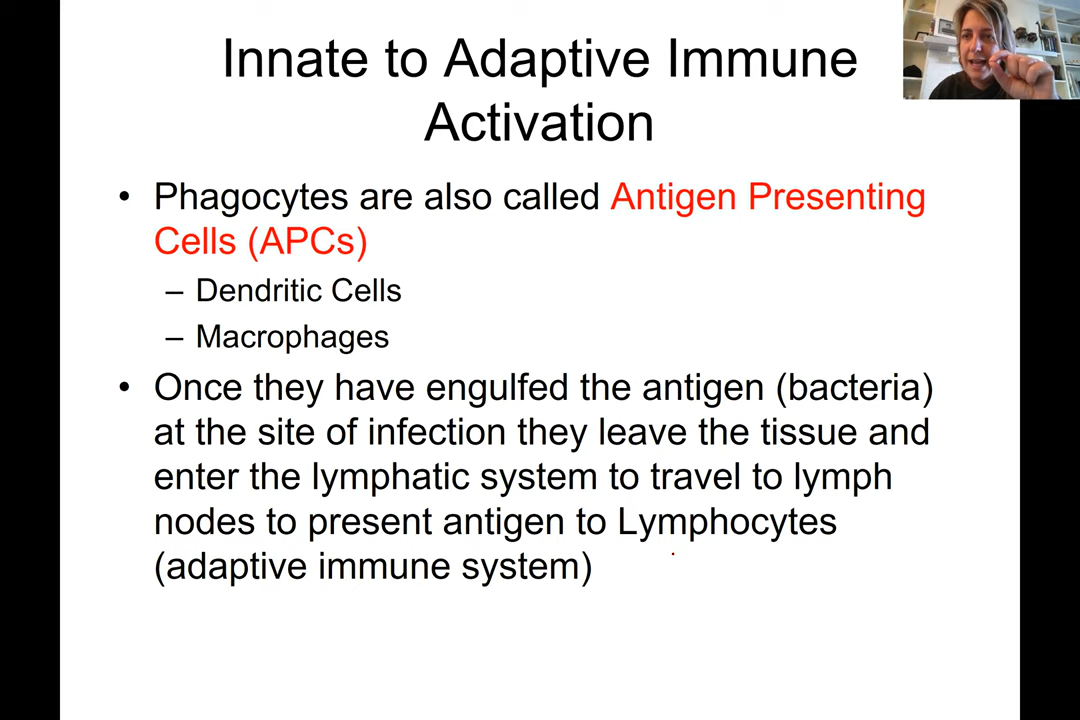 Innate to Adaptive Immune
Activation
• Phagocytes are also called Antigen Presenting
Cells (APCs)
– Dendritic Cells
– Macrophages
• Once they have engulfed the antigen (bacteria)
at the site of infection they leave the tissue and
enter the lymphatic system to travel to lymph
nodes to present antigen to Lymphocytes
(adaptive immune system)